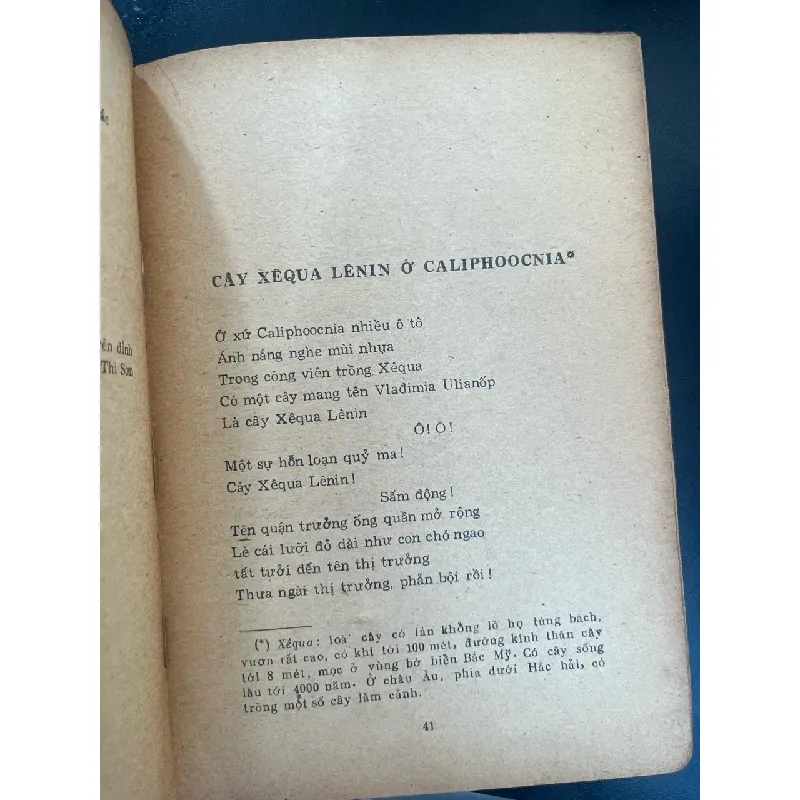 yên đỉnh
Thi Sơn
CÂY XÊQUA LÊNIN Ở CALIPHOOCNIA*
Ở xứ Caliphoocnia nhiều ô tô
Ánh nắng nghe mùi nhựa
Trong công viên trồng Xêqua
Có một cây mang tên Vlađimia Ulianốp
Là cây Xêqua Lênin
Ô! Ô!
Một sự hỗn loạn quỷ ma!
Cây Xêqua Lênin!
Sấm động!
Tên quận trưởng ống quần mở rộng
Lè cái lưỡi đỏ dài như con chó ngao
tất tưởi đến tên thị trưởng
Thưa ngài thị trưởng, phản bội rồi!
(*) Xêqua: loài cây có tán khổng lồ họ tùng bách,
vươn rất cao, có khi tới 100 mét, đường kính thân cây
tới 8 mét, mọc ở vùng bờ biển Bắc Mỹ. Có cây sống
lâu tới 4000 năm. Ở châu Âu, phía dưới Hắc hải, có
trồng một số cây làm cảnh.
41